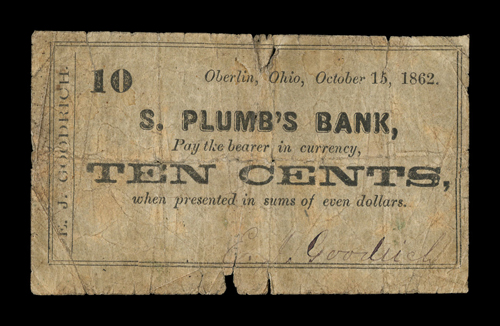 E. J. GOODRICH.
10
Oberlin, Ohio, October 15, 1862.
S. PLUMB'S BANK,
Pay the bearer in currency,
TEN CENTS,
when presented in sums of even dollars.
E. J. Goodrich